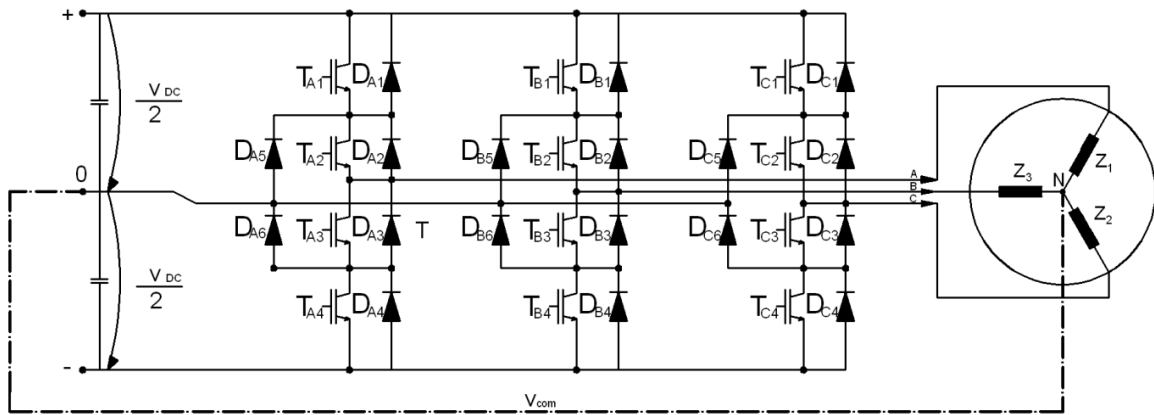 +
T_A1 D_A1 T_B1 D_B1 T_C1 D_C1
V_DC
2
D_A5 T_A2 D_A2 D_B5 T_B2 D_B2 D_C5 T_C2 D_C2
Z_1
0
A
B
C
Z_3 N
D_A6 T_A3 D_A3 T D_B6 T_B3 D_B3 D_C6 T_C3 D_C3
Z_2
V_DC
2
T_A4 D_A4 T_B4 D_B4 T_C4 D_C4
-
V_com